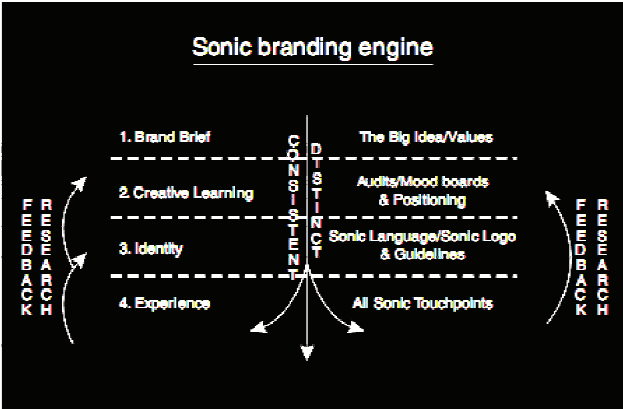 Sonic branding engine
1. Brand Brief
The Big Idea/Values
2. Creative Learning
Audits/Mood boards
& Positioning
3. Identity
Sonic Language/Sonic Logo
& Guidelines
4. Experience
All Sonic Touchpoints
CONSISTENT
DISTINCT
FEEDBACK
RESEARCH
FEEDBACK
RESEARCH